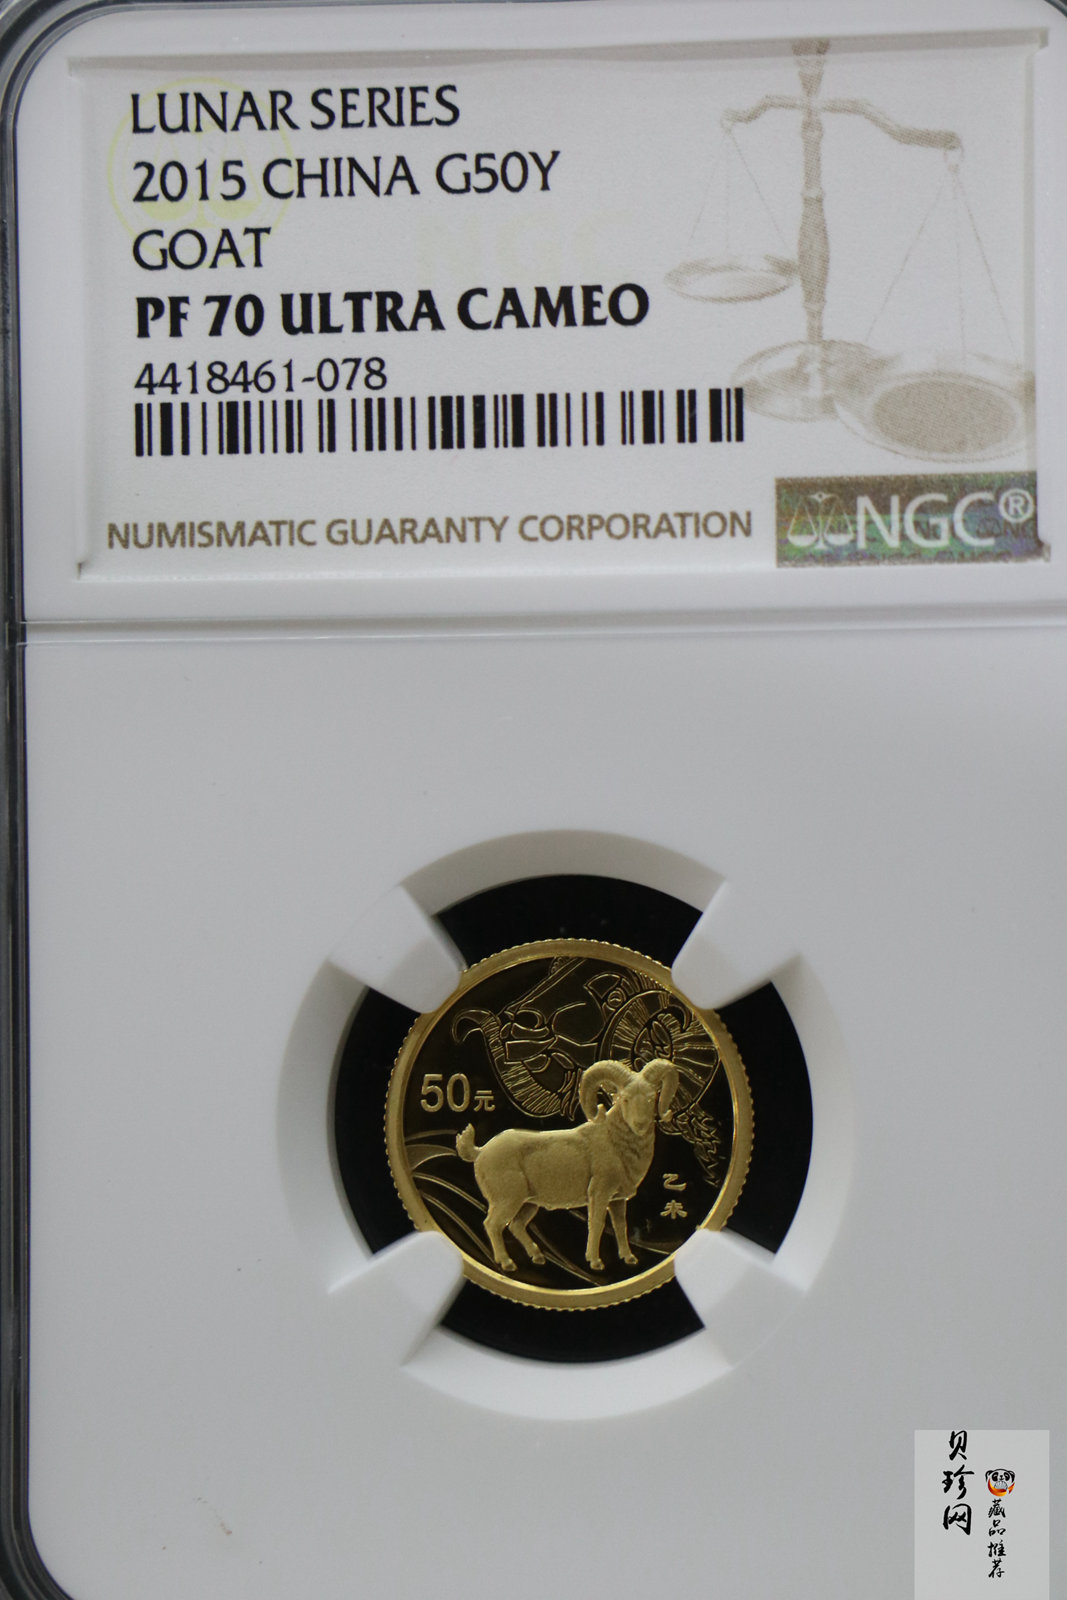 LUNAR SERIES
2015 CHINA G50Y
GOAT
PF 70 ULTRA CAMEO
4418461-078
NUMISMATIC GUARANTY CORPORATION
NGC®
50元
乙未
贝珍网
藏品推荐